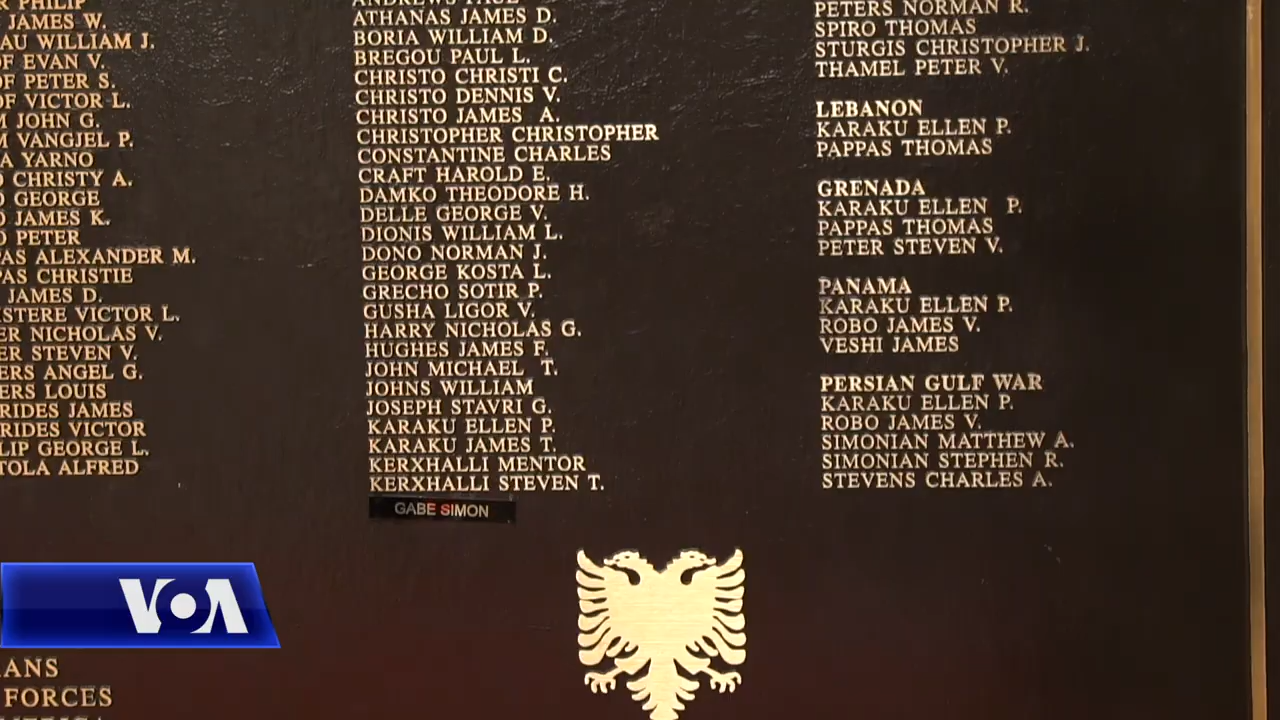 PHILIP
JAMES W.
WILLIAM J.
EVAN V.
PETER S.
VICTOR L.
JOHN G.
VANGJEL P.
YARNO
CHRISTY A.
GEORGE
JAMES K.
PETER
ALEXANDER M.
CHRISTIE
JAMES D.
VICTOR L.
NICHOLAS V.
STEVEN V.
ANGEL G.
LOUIS
JAMES
VICTOR
GEORGE L.
ALFRED
ATHANAS JAMES D.
BORIA WILLIAM D.
BREGOU PAUL L.
CHRISTO CHRISTI C.
CHRISTO DENNIS V.
CHRISTO JAMES A.
CHRISTOPHER CHRISTOPHER
CONSTANTINE CHARLES
CRAFT HAROLD E.
DAMKO THEODORE H.
DELLE GEORGE V.
DIONIS WILLIAM L.
DONO NORMAN J.
GEORGE KOSTA L.
GRECHO SOTIR P.
GUSHA LIGOR V.
HARRY NICHOLAS G.
HUGHES JAMES F.
JOHN MICHAEL T.
JOHNS WILLIAM
JOSEPH STAVRI G.
KARAKU ELLEN P.
KARAKU JAMES T.
KERXHALLI MENTOR
KERXHALLI STEVEN T.
GABE SIMON
PETERS NORMAN R.
SPIRO THOMAS
STURGIS CHRISTOPHER J.
THAMEL PETER V.
LEBANON
KARAKU ELLEN P.
PAPPAS THOMAS
GRENADA
KARAKU ELLEN P.
PAPPAS THOMAS
PETER STEVEN V.
PANAMA
KARAKU ELLEN P.
ROBO JAMES V.
VESHI JAMES
PERSIAN GULF WAR
KARAKU ELLEN P.
ROBO JAMES V.
SIMONIAN MATTHEW A.
SIMONIAN STEPHEN R.
STEVENS CHARLES A.
VOA
FORCES